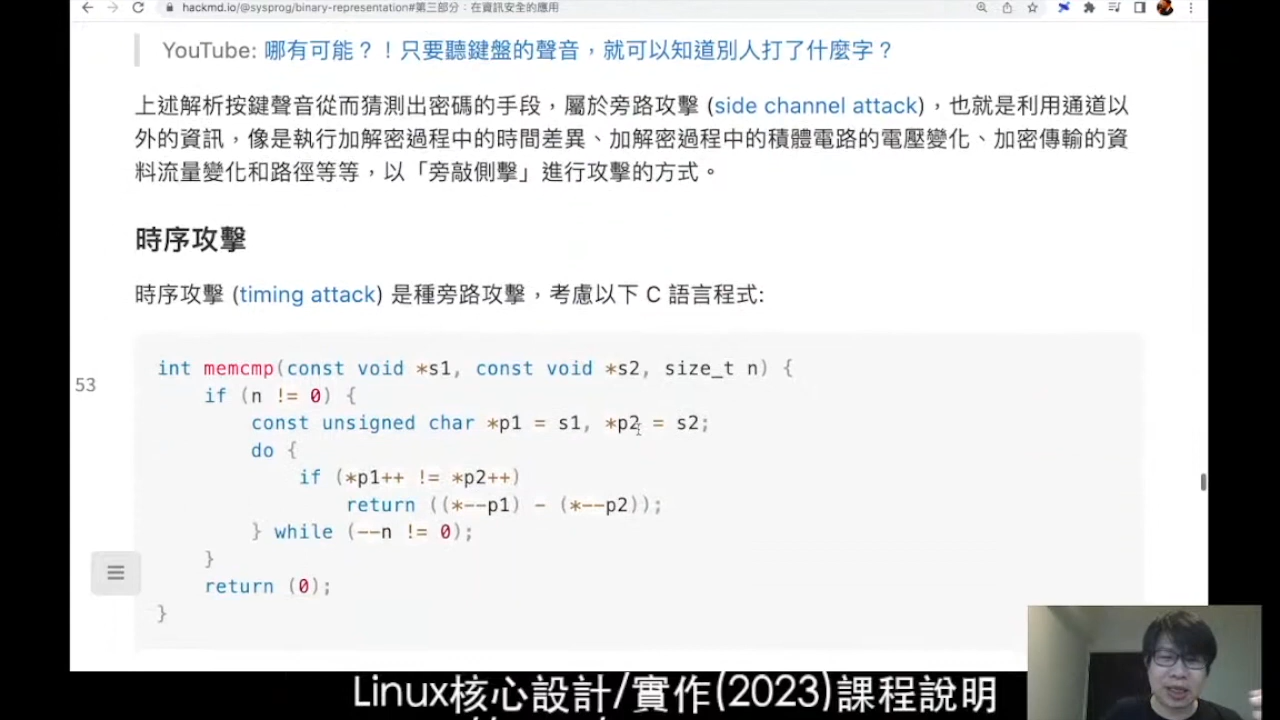 hackmd.io/@sysprog/binary-representation#第三部分：在資訊安全的應用
YouTube: 哪有可能？！只要聽鍵盤的聲音，就可以知道別人打了什麼字？
上述解析按鍵聲音從而猜測出密碼的手段，屬於旁路攻擊 (side channel attack)，也就是利用通道以
外的資訊，像是執行加解密過程中的時間差異、加解密過程中的積體電路的電壓變化、加密傳輸的資
料流量變化和路徑等等，以「旁敲側擊」進行攻擊的方式。
時序攻擊
時序攻擊 (timing attack) 是種旁路攻擊，考慮以下 C 語言程式:
int memcmp(const void *s1, const void *s2, size_t n) {
53
if (n != 0) {
const unsigned char *p1 = s1, *p2 = s2;
do {
if (*p1++ != *p2++)
return ((*--p1) - (*--p2));
} while (--n != 0);
}
return (0);
}
Linux核心設計/實作(2023)課程說明